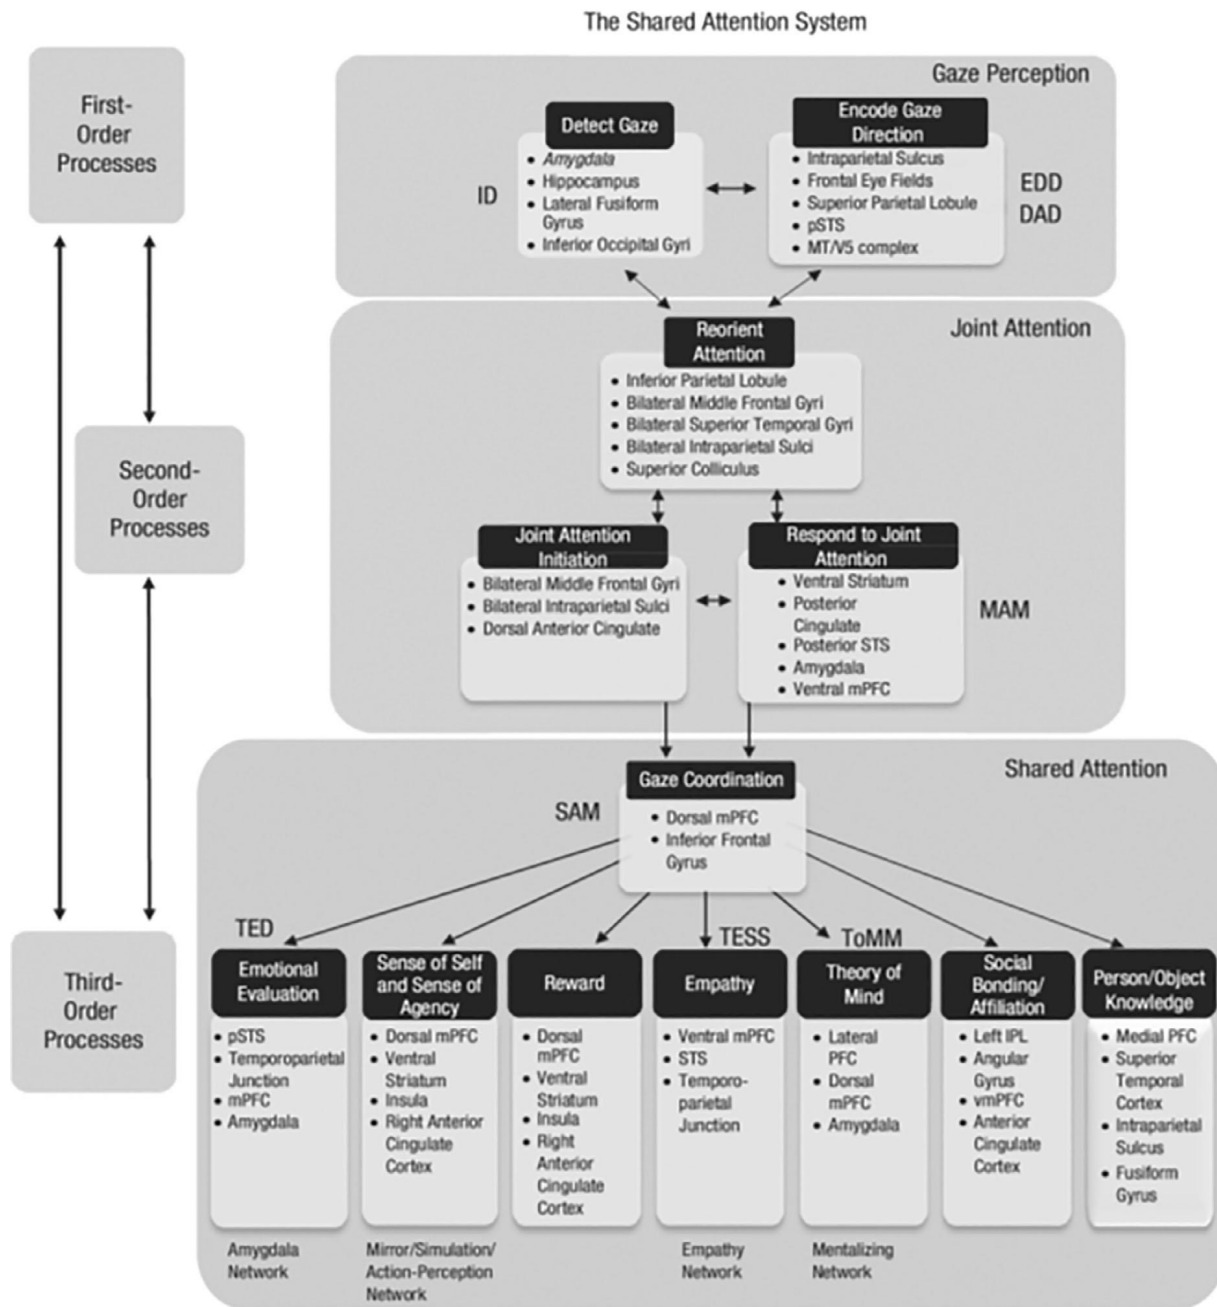 The Shared Attention System
First-
Order
Processes
Second-
Order
Processes
Third-
Order
Processes
Gaze Perception
Detect Gaze
• Amygdala
• Hippocampus
• Lateral Fusiform
Gyrus
• Inferior Occipital Gyri
ID
Encode Gaze
Direction
• Intraparietal Sulcus
• Frontal Eye Fields
• Superior Parietal Lobule
• pSTS
• MT/V5 complex
EDD
DAD
Joint Attention
Reorient
Attention
• Inferior Parietal Lobule
• Bilateral Middle Frontal Gyri
• Bilateral Superior Temporal Gyri
• Bilateral Intraparietal Sulci
• Superior Colliculus
Joint Attention
Initiation
• Bilateral Middle Frontal Gyri
• Bilateral Intraparietal Sulci
• Dorsal Anterior Cingulate
Respond to Joint
Attention
• Ventral Striatum
• Posterior
Cingulate
• Posterior STS
• Amygdala
• Ventral mPFC
MAM
Shared Attention
Gaze Coordination
• Dorsal mPFC
• Inferior Frontal
Gyrus
SAM
TED
Emotional
Evaluation
• pSTS
• Temporoparietal
Junction
• mPFC
• Amygdala
Amygdala
Network
Sense of Self
and Sense of
Agency
• Dorsal mPFC
• Ventral
Striatum
• Insula
• Right Anterior
Cingulate
Cortex
Mirror/Simulation/
Action-Perception
Network
Reward
• Dorsal
mPFC
• Ventral
Striatum
• Insula
• Right
Anterior
Cingulate
Cortex
TESS
Empathy
• Ventral mPFC
• STS
• Temporo-
parietal
Junction
Empathy
Network
ToMM
Theory of
Mind
• Lateral
PFC
• Dorsal
mPFC
• Amygdala
Mentalizing
Network
Social
Bonding/
Affiliation
• Left IPL
• Angular
Gyrus
• vmPFC
• Anterior
Cingulate
Cortex
Person/Object
Knowledge
• Medial PFC
• Superior
Temporal
Cortex
• Intraparietal
Sulcus
• Fusiform
Gyrus